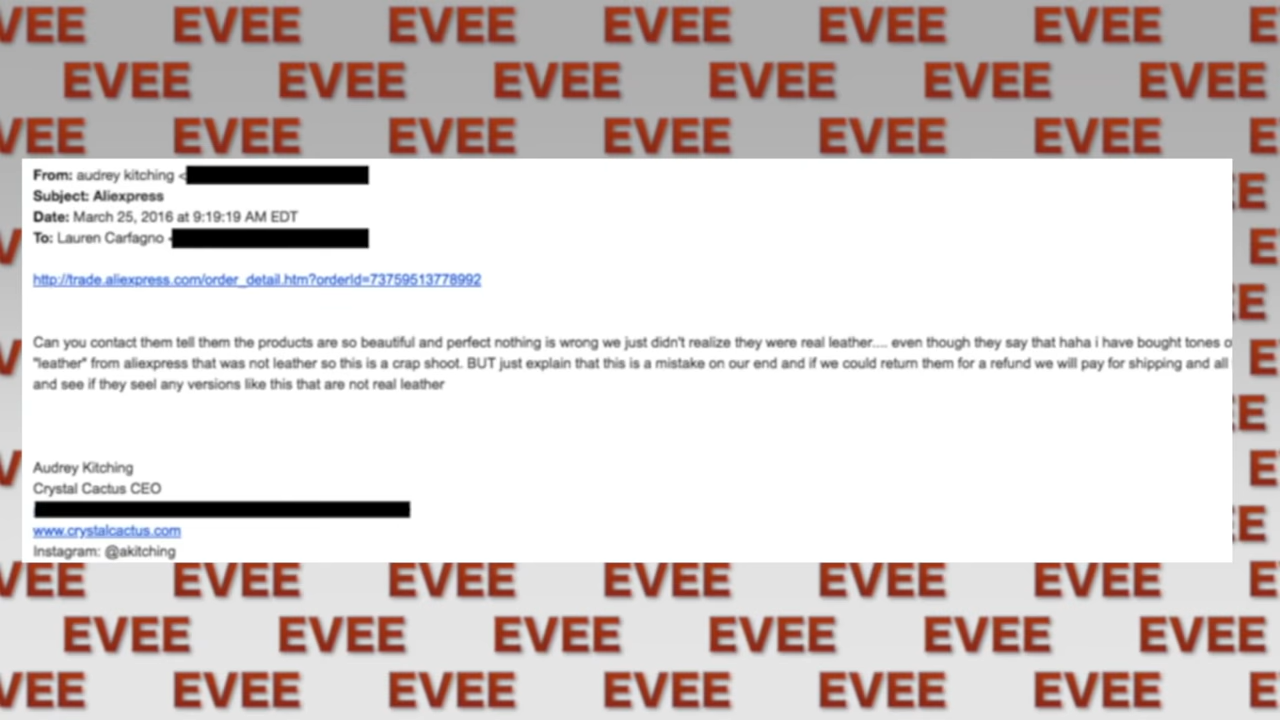 VEE EVEE EVEE EVEE EVEE EVEE E
EVEE EVEE EVEE EVEE EVEE EVEE
VEE EVEE EVEE EVEE EVEE EVEE E
From: audrey kitching <
Subject: Aliexpress
Date: March 25, 2016 at 9:19:19 AM EDT
To: Lauren Carfagno
http://trade.aliexpress.com/order_detail.htm?orderId=73759513778992
Can you contact them tell them the products are so beautiful and perfect nothing is wrong we just didn't realize they were real leather.... even though they say that haha i have bought tones o
"leather" from aliexpress that was not leather so this is a crap shoot. BUT just explain that this is a mistake on our end and if we could return them for a refund we will pay for shipping and all
and see if they seel any versions like this that are not real leather
Audrey Kitching
Crystal Cactus CEO
www.crystalcactus.com
Instagram: @akitching
VEE EVEE EVEE EVEE EVEE EVEE E
EVEE EVEE EVEE EVEE EVEE EVEE
VEE EVEE EVEE EVEE EVEE EVEE E